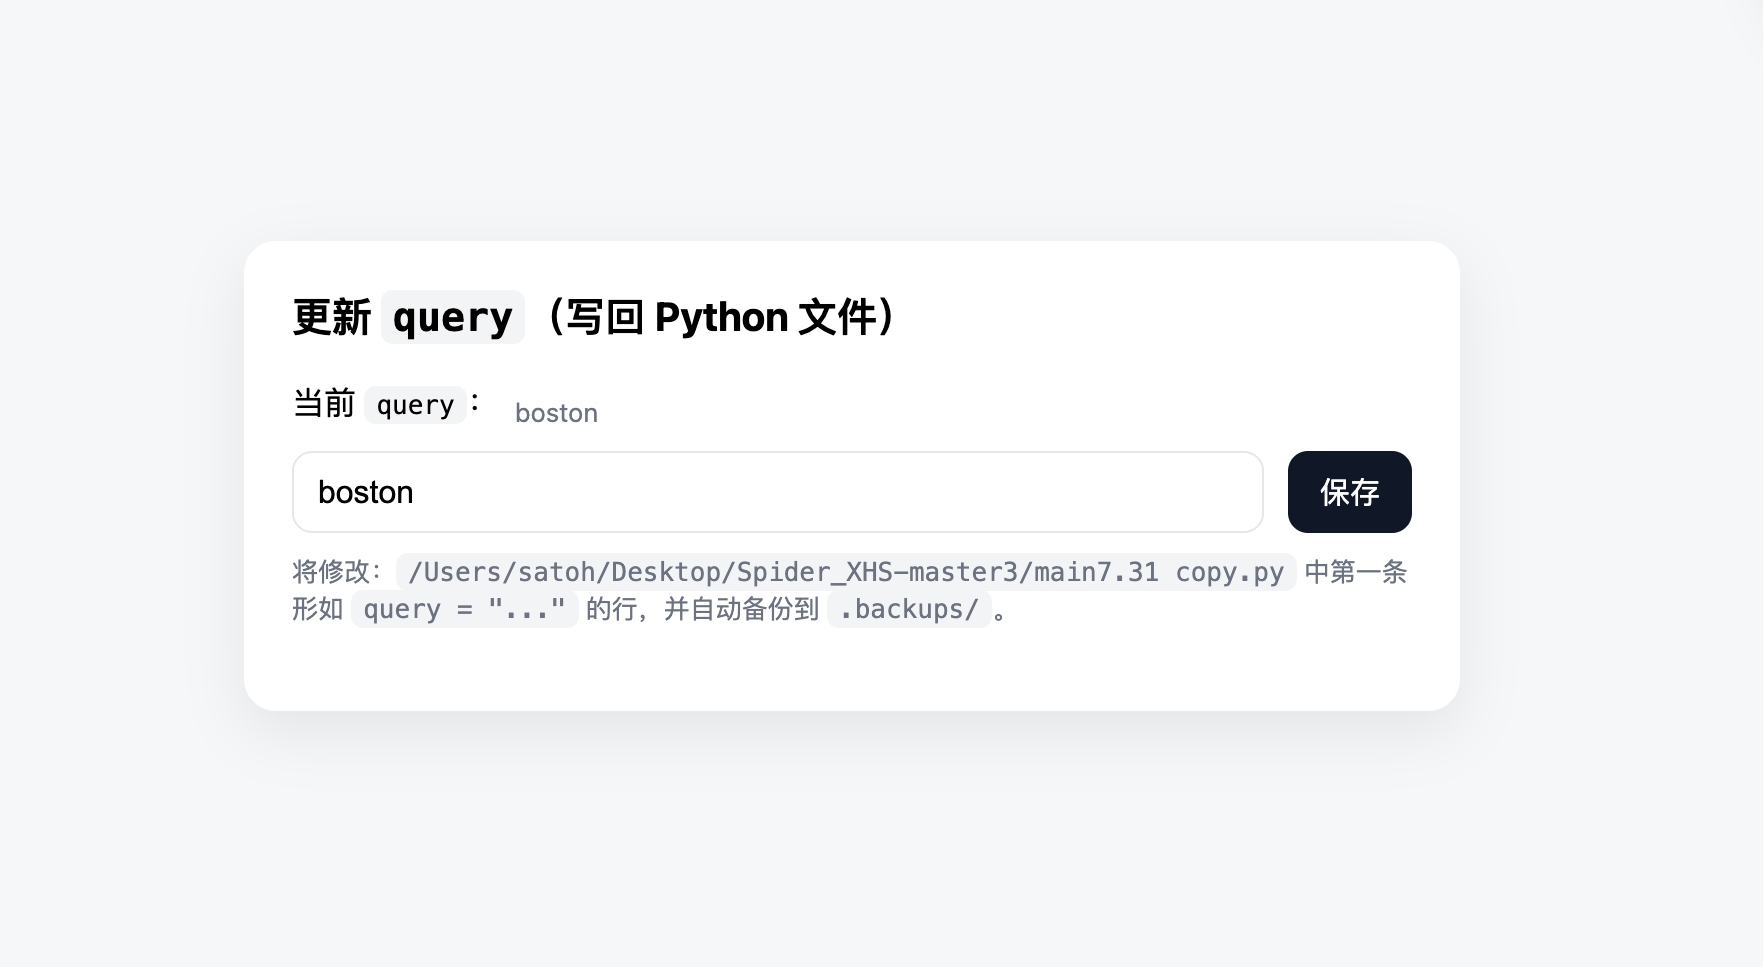 更新 query（写回 Python 文件）
当前 query： boston
boston 保存
将修改：/Users/satoh/Desktop/Spider_XHS-master3/main7.31 copy.py 中第一条
形如 query = "..." 的行，并自动备份到 .backups/。